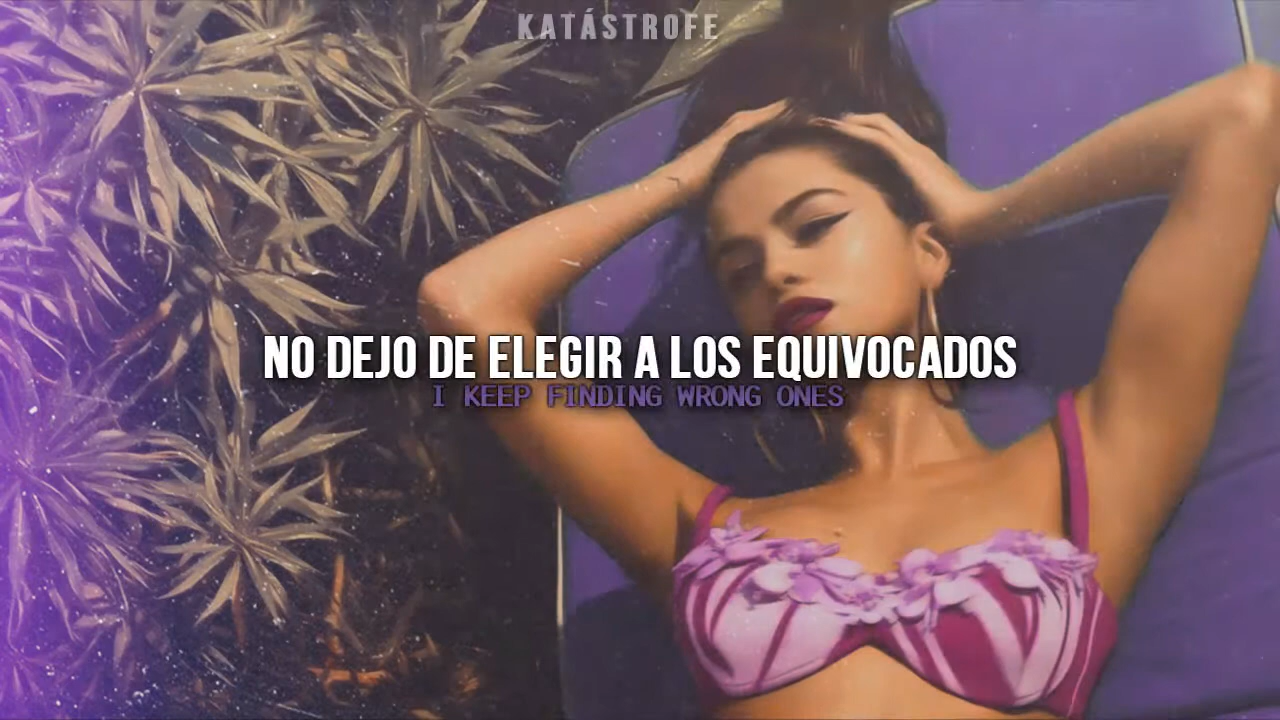 KATÁSTROFE
NO DEJO DE ELEGIR A LOS EQUIVOCADOS
I KEEP FINDING WRONG ONES